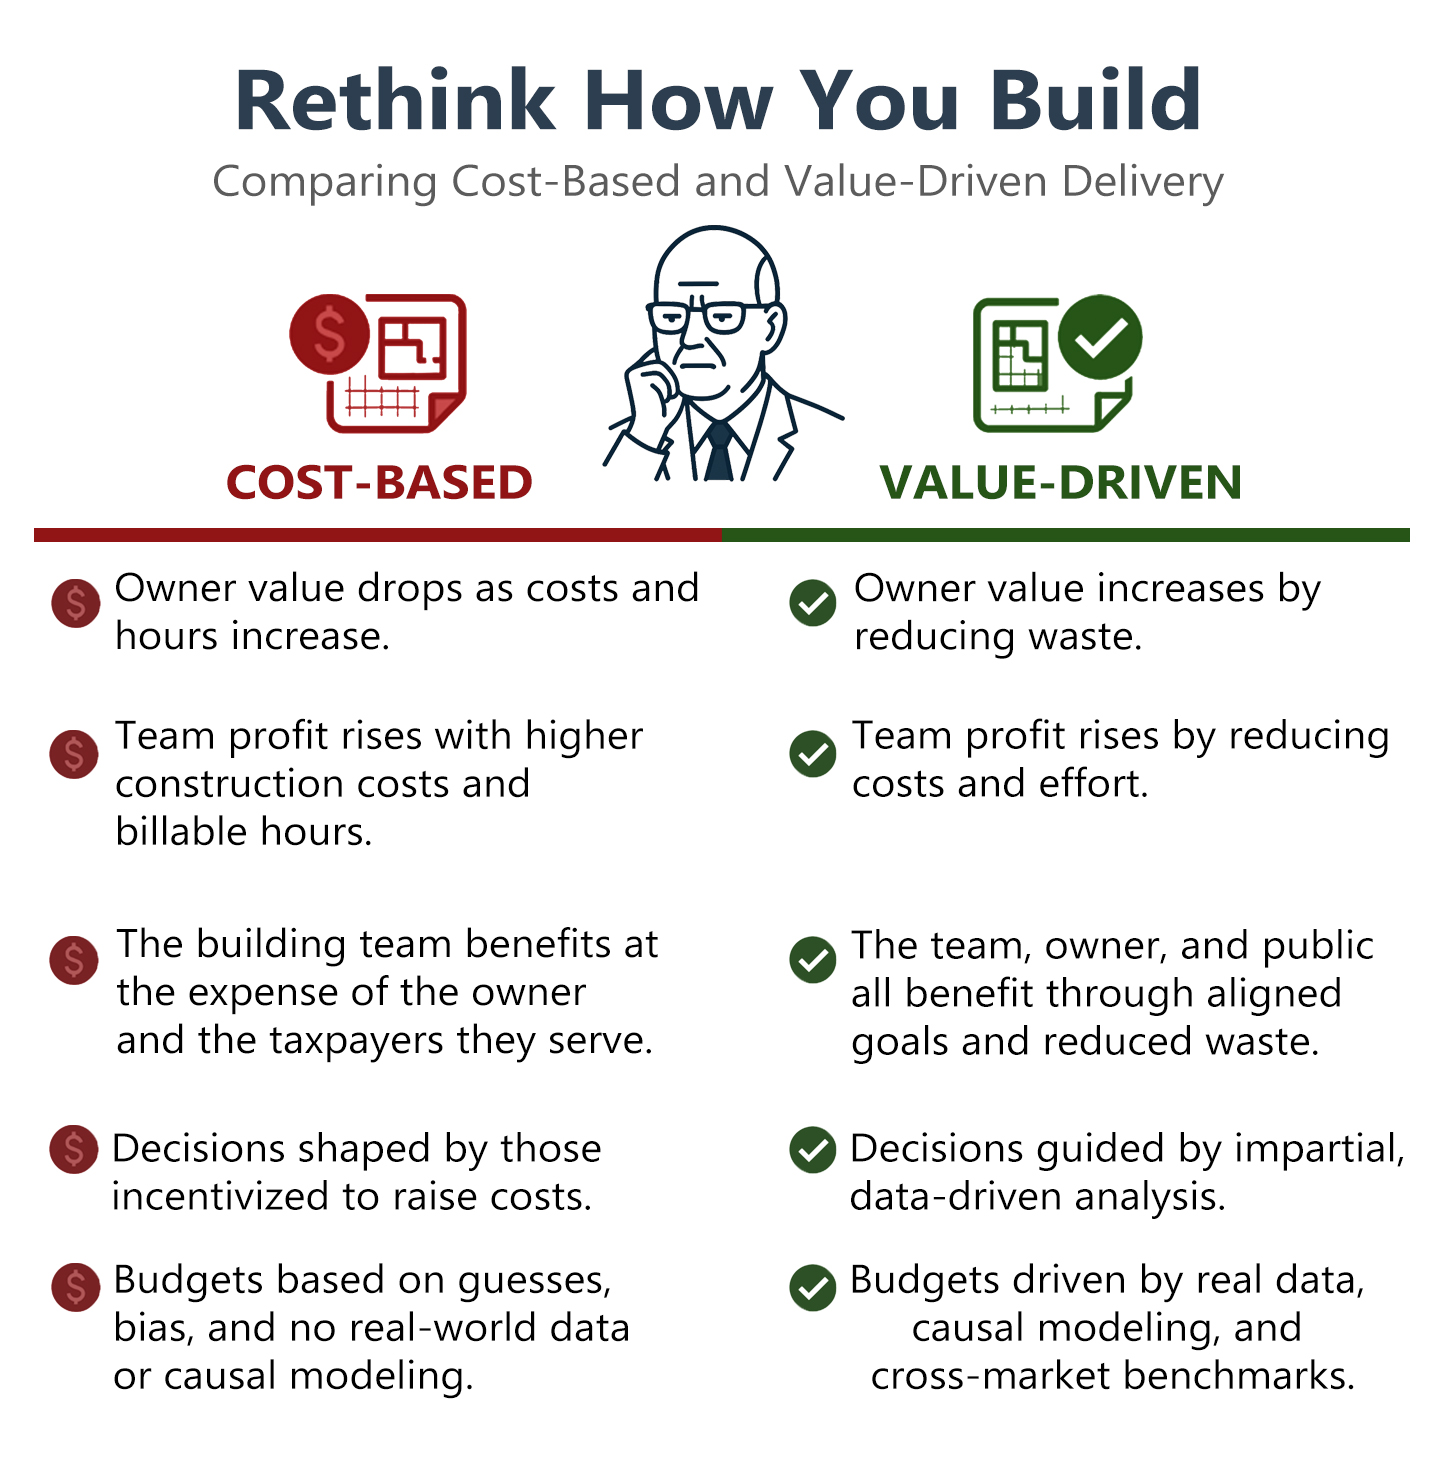 Rethink How You Build
Comparing Cost-Based and Value-Driven Delivery
COST-BASED
VALUE-DRIVEN
$ Owner value drops as costs and
hours increase.
$ Team profit rises with higher
construction costs and
billable hours.
$ The building team benefits at
the expense of the owner
and the taxpayers they serve.
$ Decisions shaped by those
incentivized to raise costs.
$ Budgets based on guesses,
bias, and no real-world data
or causal modeling.
Owner value increases by
reducing waste.
Team profit rises by reducing
costs and effort.
The team, owner, and public
all benefit through aligned
goals and reduced waste.
Decisions guided by impartial,
data-driven analysis.
Budgets driven by real data,
causal modeling, and
cross-market benchmarks.